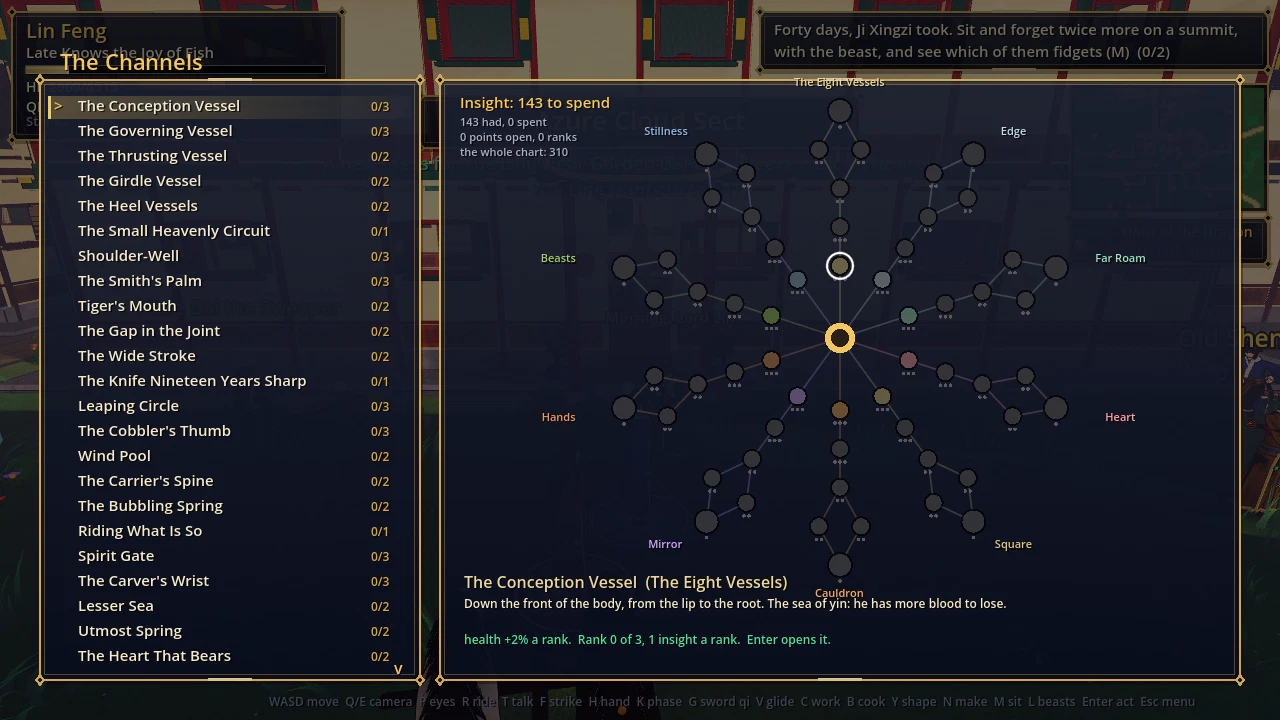 Lin Feng
Late Knows the Joy of Fish
The Channels
Forty days, Ji Xingzi took. Sit and forget twice more on a summit,
with the beast, and see which of them fidgets (M) (0/2)
> The Conception Vessel 0/3
The Governing Vessel 0/3
The Thrusting Vessel 0/2
The Girdle Vessel 0/2
The Heel Vessels 0/2
The Small Heavenly Circuit 0/1
Shoulder-Well 0/3
The Smith's Palm 0/3
Tiger's Mouth 0/2
The Gap in the Joint 0/2
The Wide Stroke 0/2
The Knife Nineteen Years Sharp 0/1
Leaping Circle 0/3
The Cobbler's Thumb 0/3
Wind Pool 0/2
The Carrier's Spine 0/2
The Bubbling Spring 0/2
Riding What Is So 0/1
Spirit Gate 0/3
The Carver's Wrist 0/3
Lesser Sea 0/2
Utmost Spring 0/2
The Heart That Bears 0/2
V
Insight: 143 to spend
143 had, 0 spent
0 points open, 0 ranks
the whole chart: 310
The Eight Vessels
Stillness
Edge
Beasts
Far Roam
Hands
Heart
Mirror
Square
Cauldron
The Conception Vessel (The Eight Vessels)
Down the front of the body, from the lip to the root. The sea of yin: he has more blood to lose.
health +2% a rank. Rank 0 of 3, 1 insight a rank. Enter opens it.
WASD move Q/E camera P eyes R ride T talk F strike H hand K phase G sword qi V glide C work B cook Y shape N make M sit L beasts Enter act Esc menu